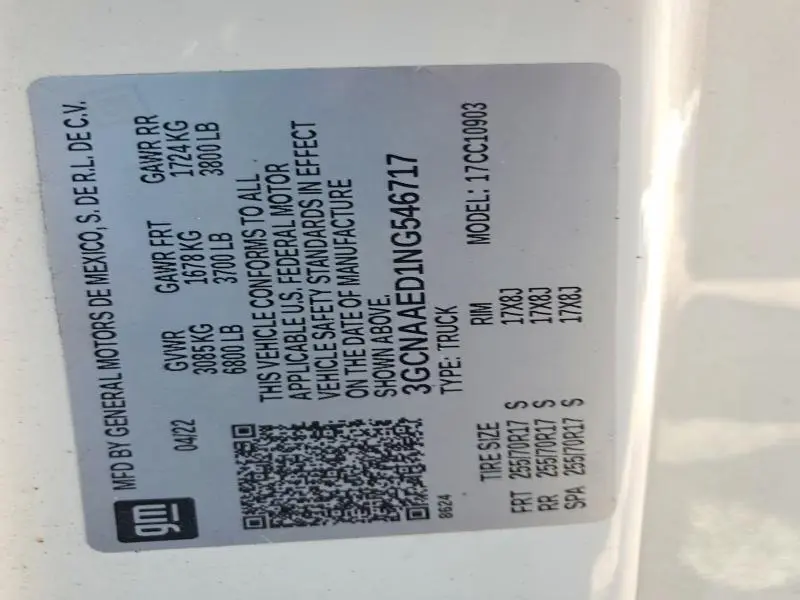 gm
MFD BY GENERAL MOTORS DE MEXICO, S. DE R.L. DE C.V.
04/22 GVWR GAWR FRT GAWR RR
3085 KG 1678 KG 1724 KG
6800 LB 3700 LB 3800 LB
THIS VEHICLE CONFORMS TO ALL
APPLICABLE U.S. FEDERAL MOTOR
VEHICLE SAFETY STANDARDS IN EFFECT
ON THE DATE OF MANUFACTURE
SHOWN ABOVE.
3GCNAAED1NG546717
8624 TYPE: TRUCK MODEL: 17CC10903
TIRE SIZE RIM
FRT 255/70R17 S 17X8J
RR 255/70R17 S 17X8J
SPA 255/70R17 S 17X8J